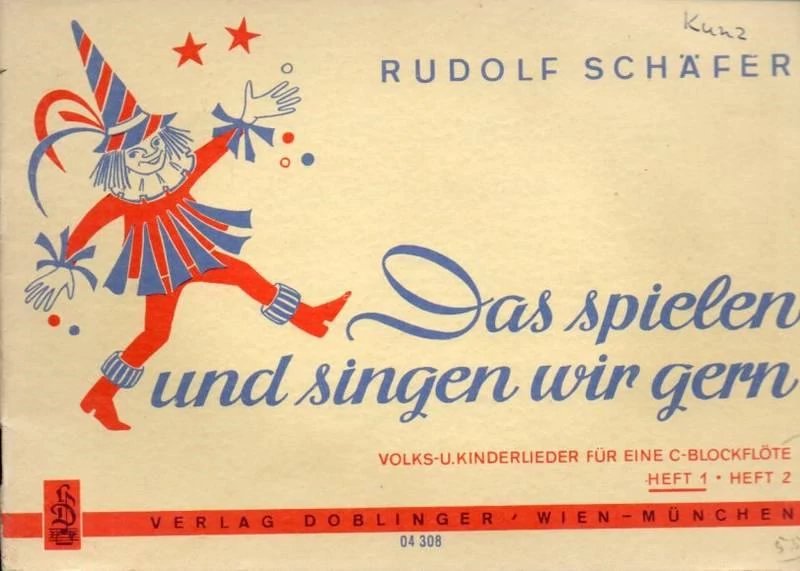 Kunz
RUDOLF SCHÄFER
Das spielen
und singen wir gern
VOLKS-U.KINDERLIEDER FÜR EINE C-BLOCKFLÖTE
HEFT 1 • HEFT 2
VERLAG DOBLINGER / WIEN – MÜNCHEN
04 308